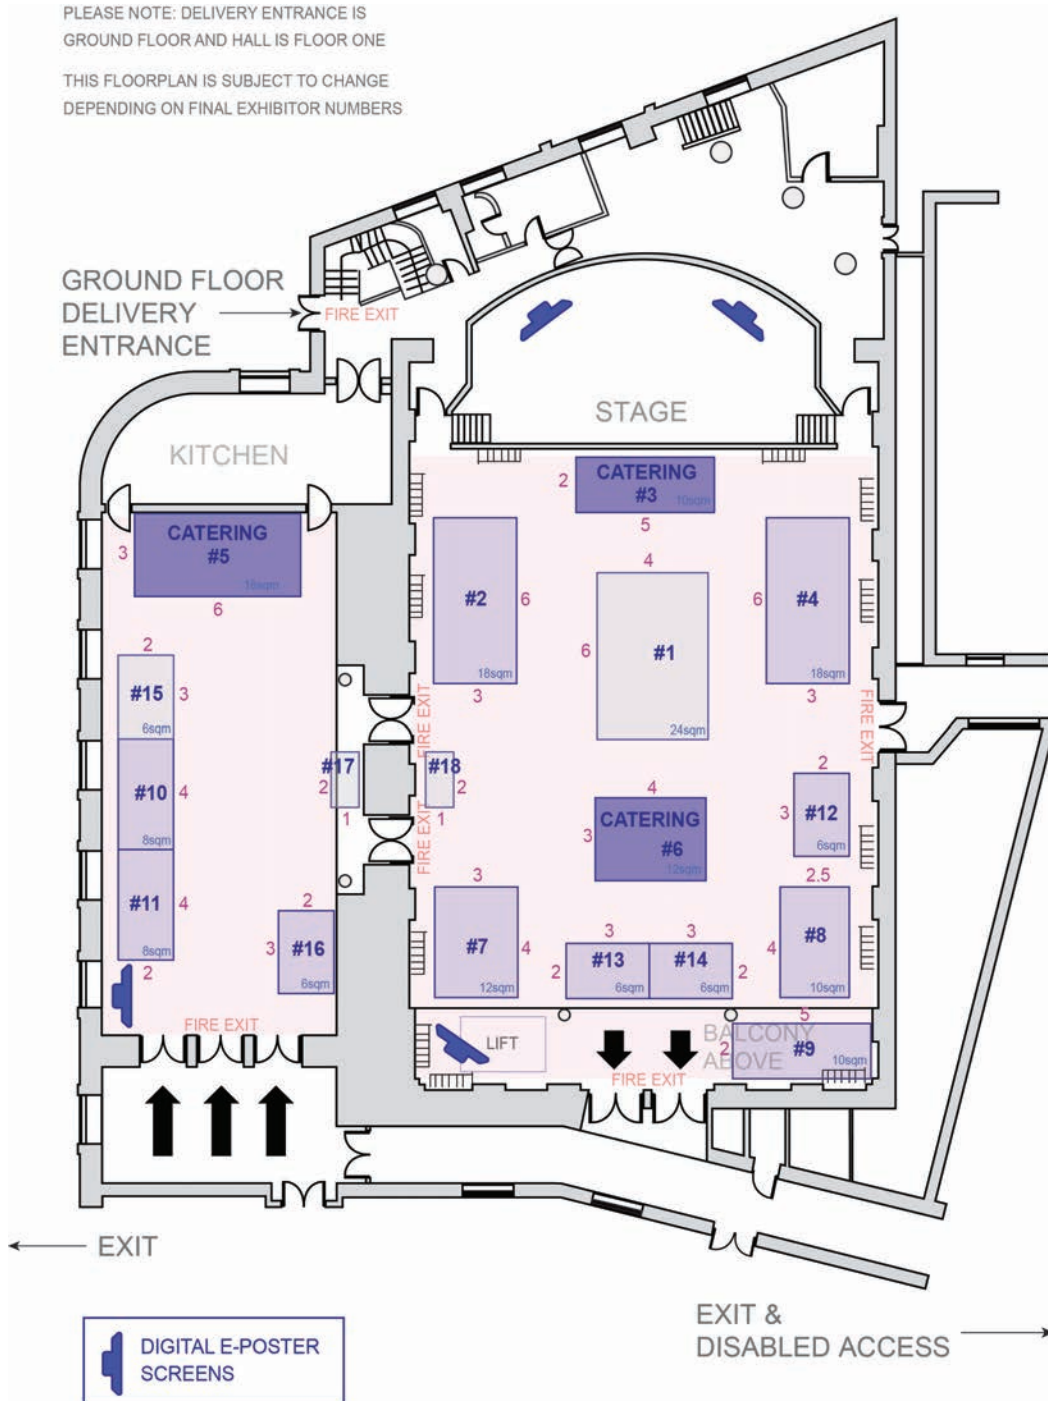 PLEASE NOTE: DELIVERY ENTRANCE IS
GROUND FLOOR AND HALL IS FLOOR ONE
THIS FLOORPLAN IS SUBJECT TO CHANGE
DEPENDING ON FINAL EXHIBITOR NUMBERS
GROUND FLOOR
DELIVERY
ENTRANCE
FIRE EXIT
STAGE
KITCHEN
CATERING
#5
18sqm
3
6
CATERING
#3
10sqm
2
5
#2
18sqm
6
3
4
6
#1
24sqm
#4
18sqm
6
3
2
#15
6sqm
3
#10
8sqm
4
#11
8sqm
4
2
#17
2
1
#18
2
1
FIRE EXIT
FIRE EXIT
FIRE EXIT
4
3
CATERING
#6
12sqm
2
3
#12
6sqm
2.5
4
#8
10sqm
2
3
#16
6sqm
3
#7
12sqm
4
3
2
#13
6sqm
3
#14
6sqm
2
FIRE EXIT
LIFT
FIRE EXIT
BALCONY
ABOVE
5
2
#9
10sqm
EXIT
EXIT &
DISABLED ACCESS
DIGITAL E-POSTER
SCREENS